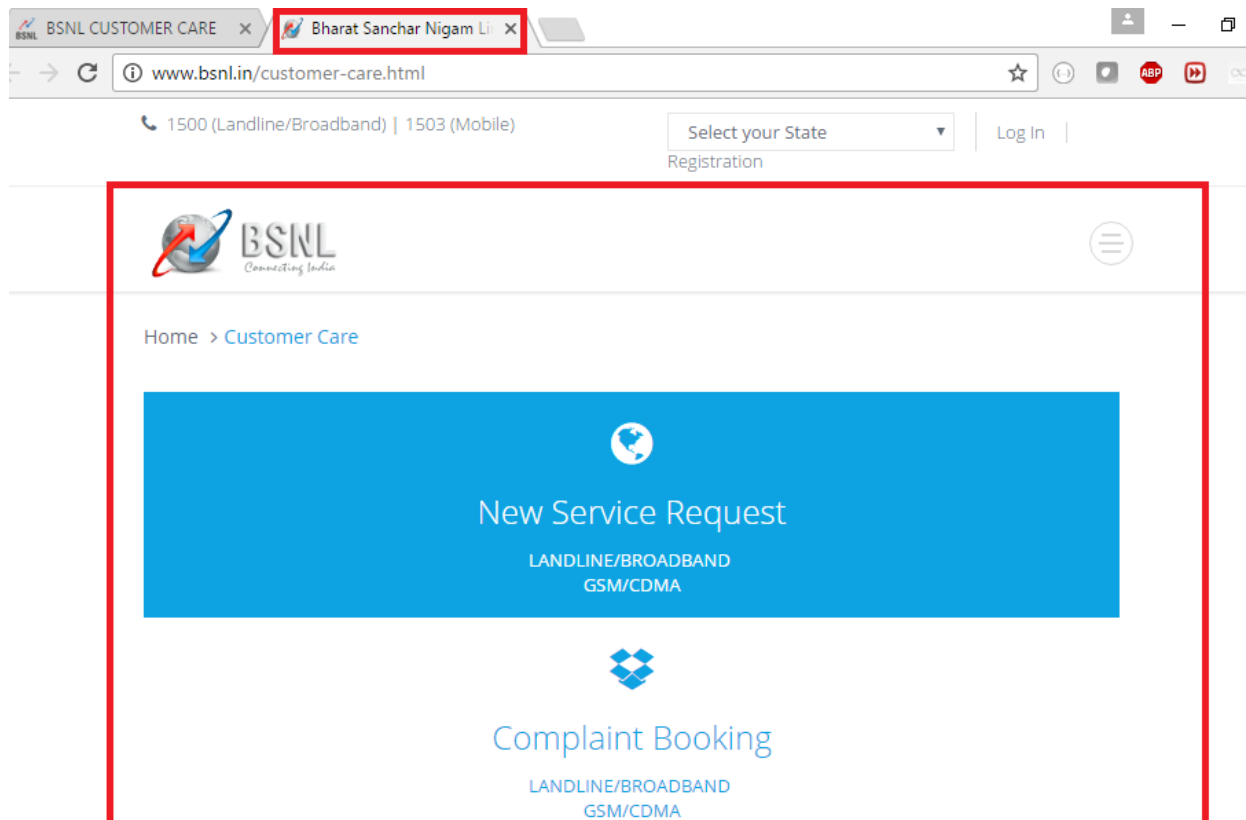 BSNL CUSTOMER CARE
Bharat Sanchar Nigam Li
www.bsnl.in/customer-care.html
ABP
1500 (Landline/Broadband) | 1503 (Mobile)
Select your State
Log In |
Registration
BSNL
Connecting India
Home > Customer Care
New Service Request
LANDLINE/BROADBAND
GSM/CDMA
Complaint Booking
LANDLINE/BROADBAND
GSM/CDMA